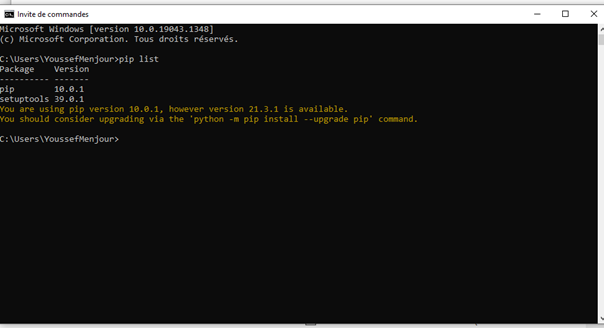 Invite de commandes
Microsoft Windows [version 10.0.19043.1348]
(c) Microsoft Corporation. Tous droits réservés.
C:\Users\YoussefMenjour>pip list
Package    Version
---------- -------
pip        10.0.1
setuptools 39.0.1
You are using pip version 10.0.1, however version 21.3.1 is available.
You should consider upgrading via the 'python -m pip install --upgrade pip' command.
C:\Users\YoussefMenjour>